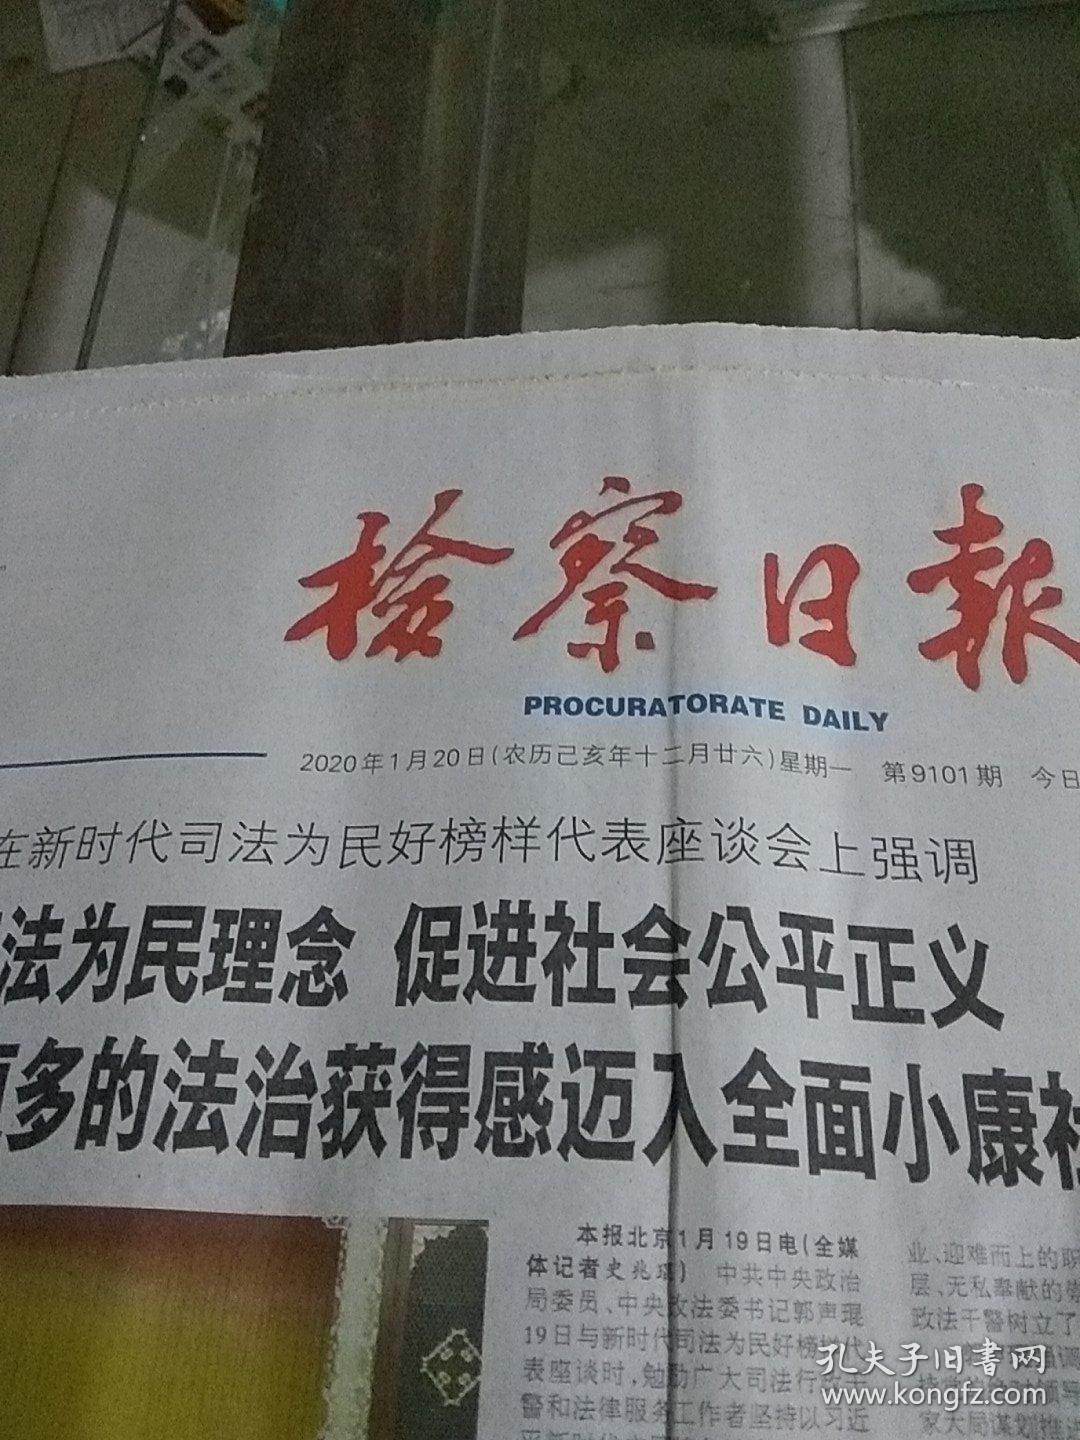 檢察日報
PROCURATORATE DAILY
2020年1月20日(农历己亥年十二月廿六)星期一 第9101期 今日
在新时代司法为民好榜样代表座谈会上强调
法为民理念 促进社会公平正义
多的法治获得感迈入全面小康社
本报北京1月19日电(全媒
体记者史兆琨) 中共中央政治
局委员、中央政法委书记郭声琨
19日与新时代司法为民好榜样代
表座谈时,勉励广大司法行政干
警和法律服务工作者坚持以习近
业、迎难而上的职
层、无私奉献的崇
政法干警树立了
强调
家大局谋划推进
孔夫子旧書网
www.kongfz.com